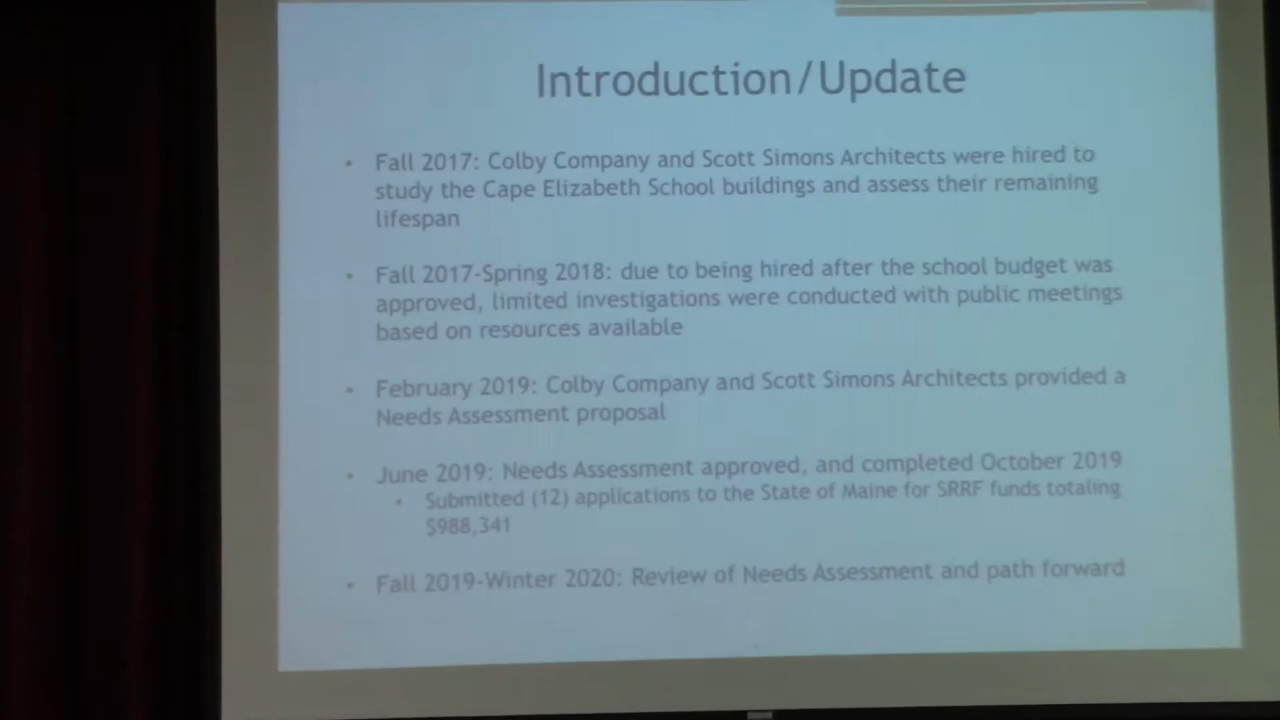 Introduction/Update
• Fall 2017: Colby Company and Scott Simons Architects were hired to
study the Cape Elizabeth School buildings and assess their remaining
lifespan
• Fall 2017-Spring 2018: due to being hired after the school budget was
approved, limited investigations were conducted with public meetings
based on resources available
• February 2019: Colby Company and Scott Simons Architects provided a
Needs Assessment proposal
• June 2019: Needs Assessment approved, and completed October 2019
• Submitted (12) applications to the State of Maine for SRRF funds totaling
$988,341
• Fall 2019-Winter 2020: Review of Needs Assessment and path forward